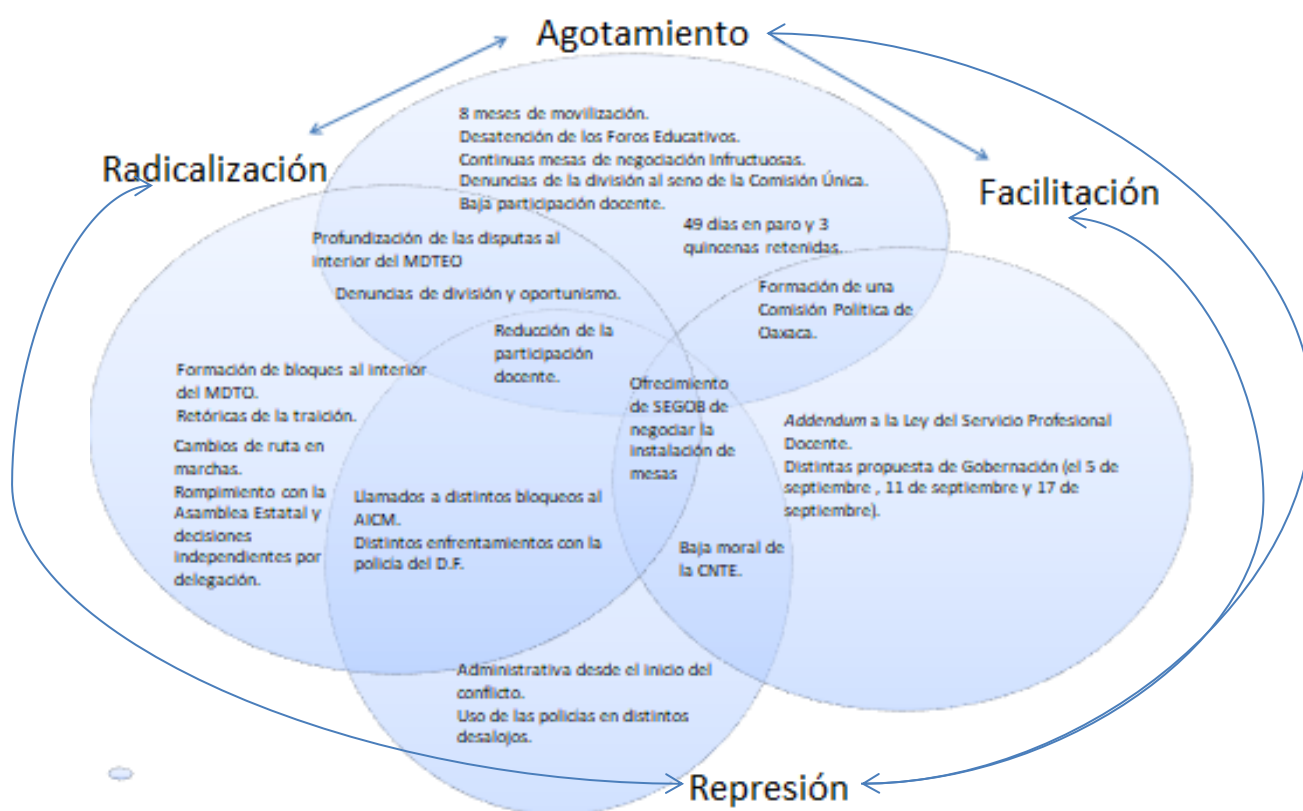 Agotamiento
Radicalización
Facilitación
8 meses de movilización.
Desatención de los Foros Educativos.
Continuas mesas de negociación infructuosas.
Denuncias de la división al seno de la Comisión Única.
Baja participación docente.
49 días en paro y 3
quincenas retenidas.
Profundización de las disputas al
interior del MDTEO
Denuncias de división y oportunismo.
Formación de una
Comisión Política de
Oaxaca.
Reducción de la
participación
docente.
Formación de bloques al interior
del MDTO.
Retóricas de la traición.
Cambios de ruta en
marchas.
Rompimiento con la
Asamblea Estatal y
decisiones
independientes por
delegación.
Ofrecimiento
de SEGOB de
negociar la
instalación de
mesas
Addendum a la Ley del Servicio Profesional
Docente.
Distintas propuesta de Gobernación (el 5 de
septiembre , 11 de septiembre y 17 de
septiembre).
Llamados a distintos bloqueos al
AICM.
Distintos enfrentamientos con la
policia del D.F.
Baja moral de
la CNTE.
Administrativa desde el inicio del
conflicto.
Uso de las policias en distintos
desalojos.
Represión